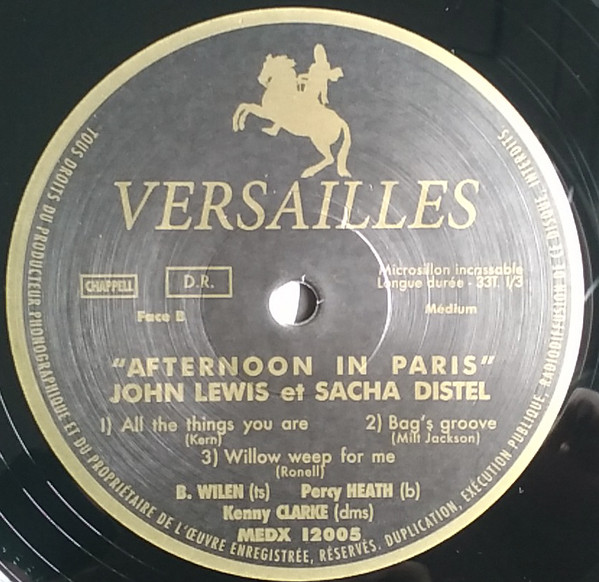 VERSAILLES
CHAPPELL
D.R.
Face B
Microsillon incassable
Longue durée - 33T. 1/3
Médium
"AFTERNOON IN PARIS"
JOHN LEWIS et SACHA DISTEL
1) All the things you are
(Kern)
2) Bag's groove
(Milt Jackson)
3) Willow weep for me
(Ronell)
B. WILEN (ts) Percy HEATH (b)
Kenny CLARKE (dms)
MEDX 12005
TOUS DROITS DU PRODUCTEUR PHONOGRAPHIQUE ET DU PROPRIÉTAIRE DE L'ŒUVRE ENREGISTRÉE, RÉSERVÉS. DUPLICATION, EXÉCUTION PUBLIQUE, RADIODIFFUSION DU DISQUE, INTERDITS